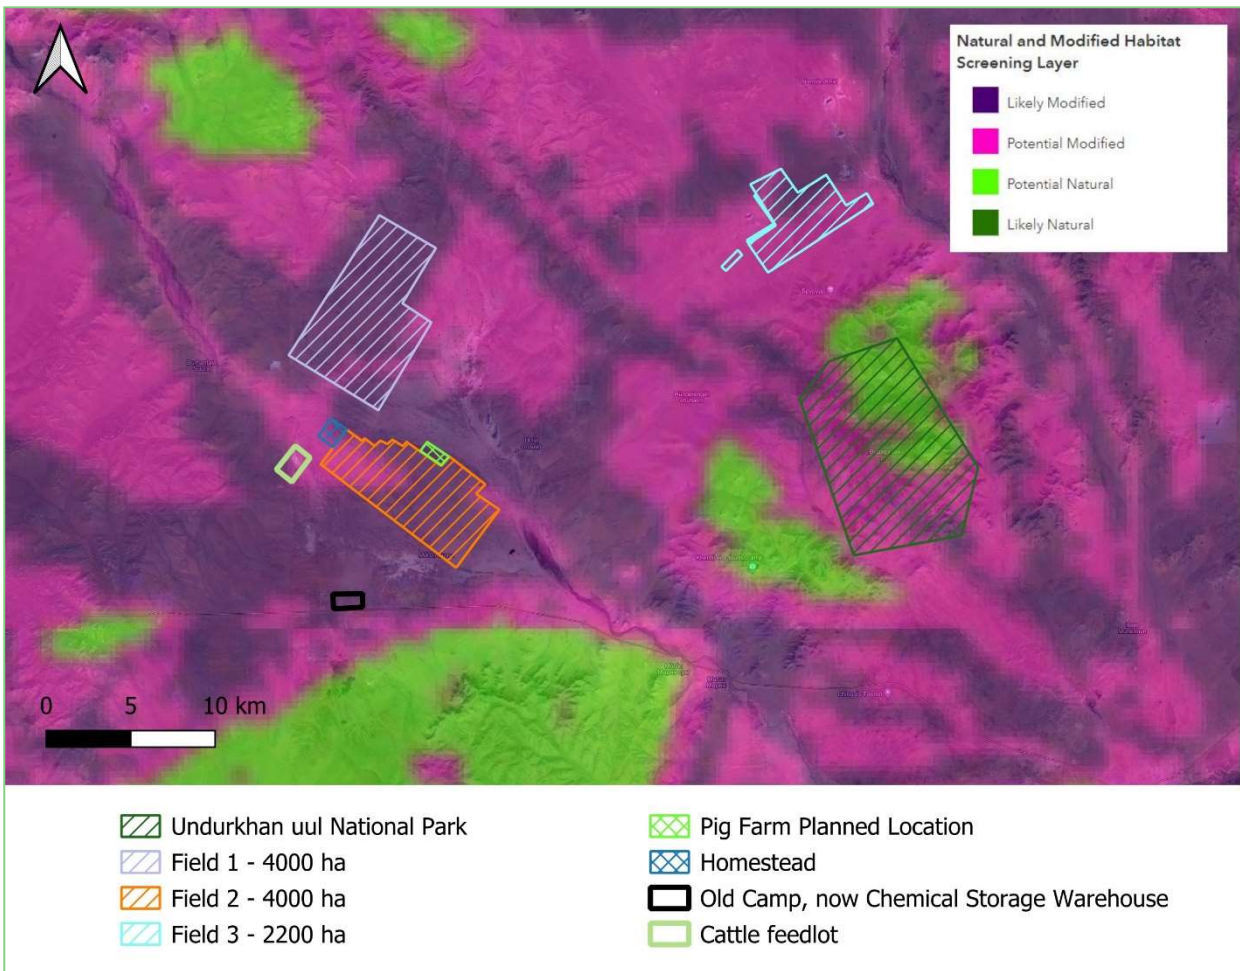 Natural and Modified Habitat
Screening Layer
Likely Modified
Potential Modified
Potential Natural
Likely Natural
0 5 10 km
Undurkhan uul National Park
Field 1 - 4000 ha
Field 2 - 4000 ha
Field 3 - 2200 ha
Pig Farm Planned Location
Homestead
Old Camp, now Chemical Storage Warehouse
Cattle feedlot